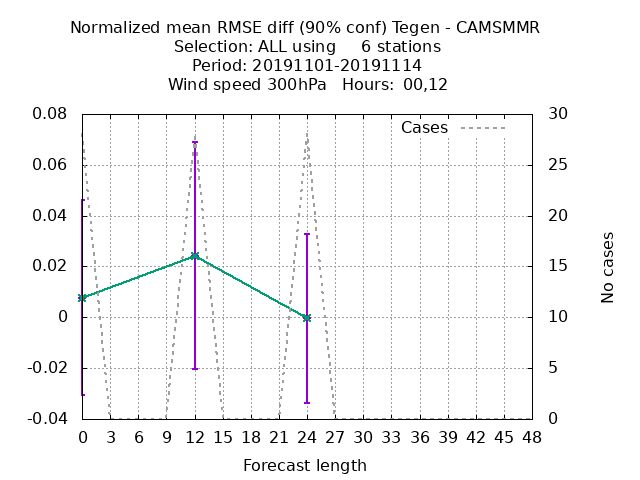 Normalized mean RMSE diff (90% conf) Tegen - CAMSMMR
Selection: ALL using     6 stations
Period: 20191101-20191114
Wind speed 300hPa   Hours:  00,12
Cases
0.08
0.06
0.04
0.02
0
-0.02
-0.04
30
25
20
15
10
5
0
No cases
0 3 6 9 12 15 18 21 24 27 30 33 36 39 42 45 48
Forecast length